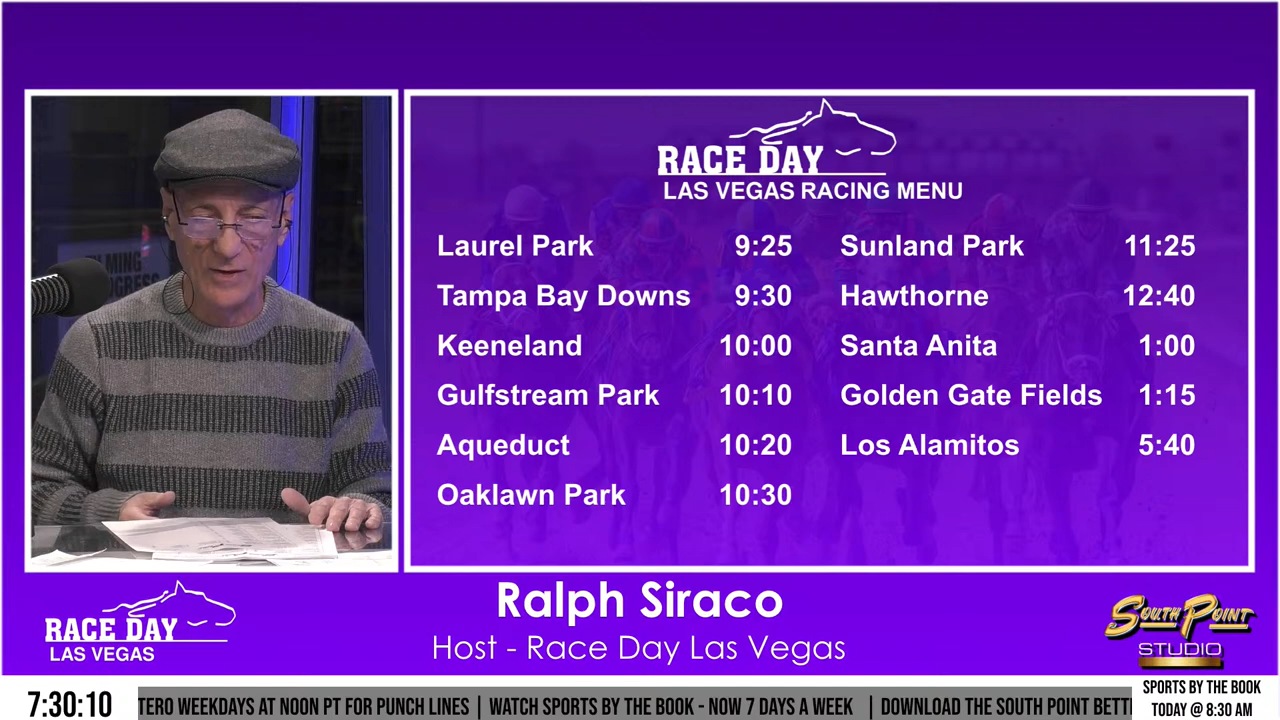 RACE DAY
LAS VEGAS RACING MENU
Laurel Park 9:25
Tampa Bay Downs 9:30
Keeneland 10:00
Gulfstream Park 10:10
Aqueduct 10:20
Oaklawn Park 10:30
Sunland Park 11:25
Hawthorne 12:40
Santa Anita 1:00
Golden Gate Fields 1:15
Los Alamitos 5:40
Ralph Siraco
Host - Race Day Las Vegas
RACE DAY
LAS VEGAS
SOUTH POINT
STUDIO
7:30:10
TERO WEEKDAYS AT NOON PT FOR PUNCH LINES | WATCH SPORTS BY THE BOOK - NOW 7 DAYS A WEEK | DOWNLOAD THE SOUTH POINT BETT
SPORTS BY THE BOOK
TODAY @ 8:30 AM